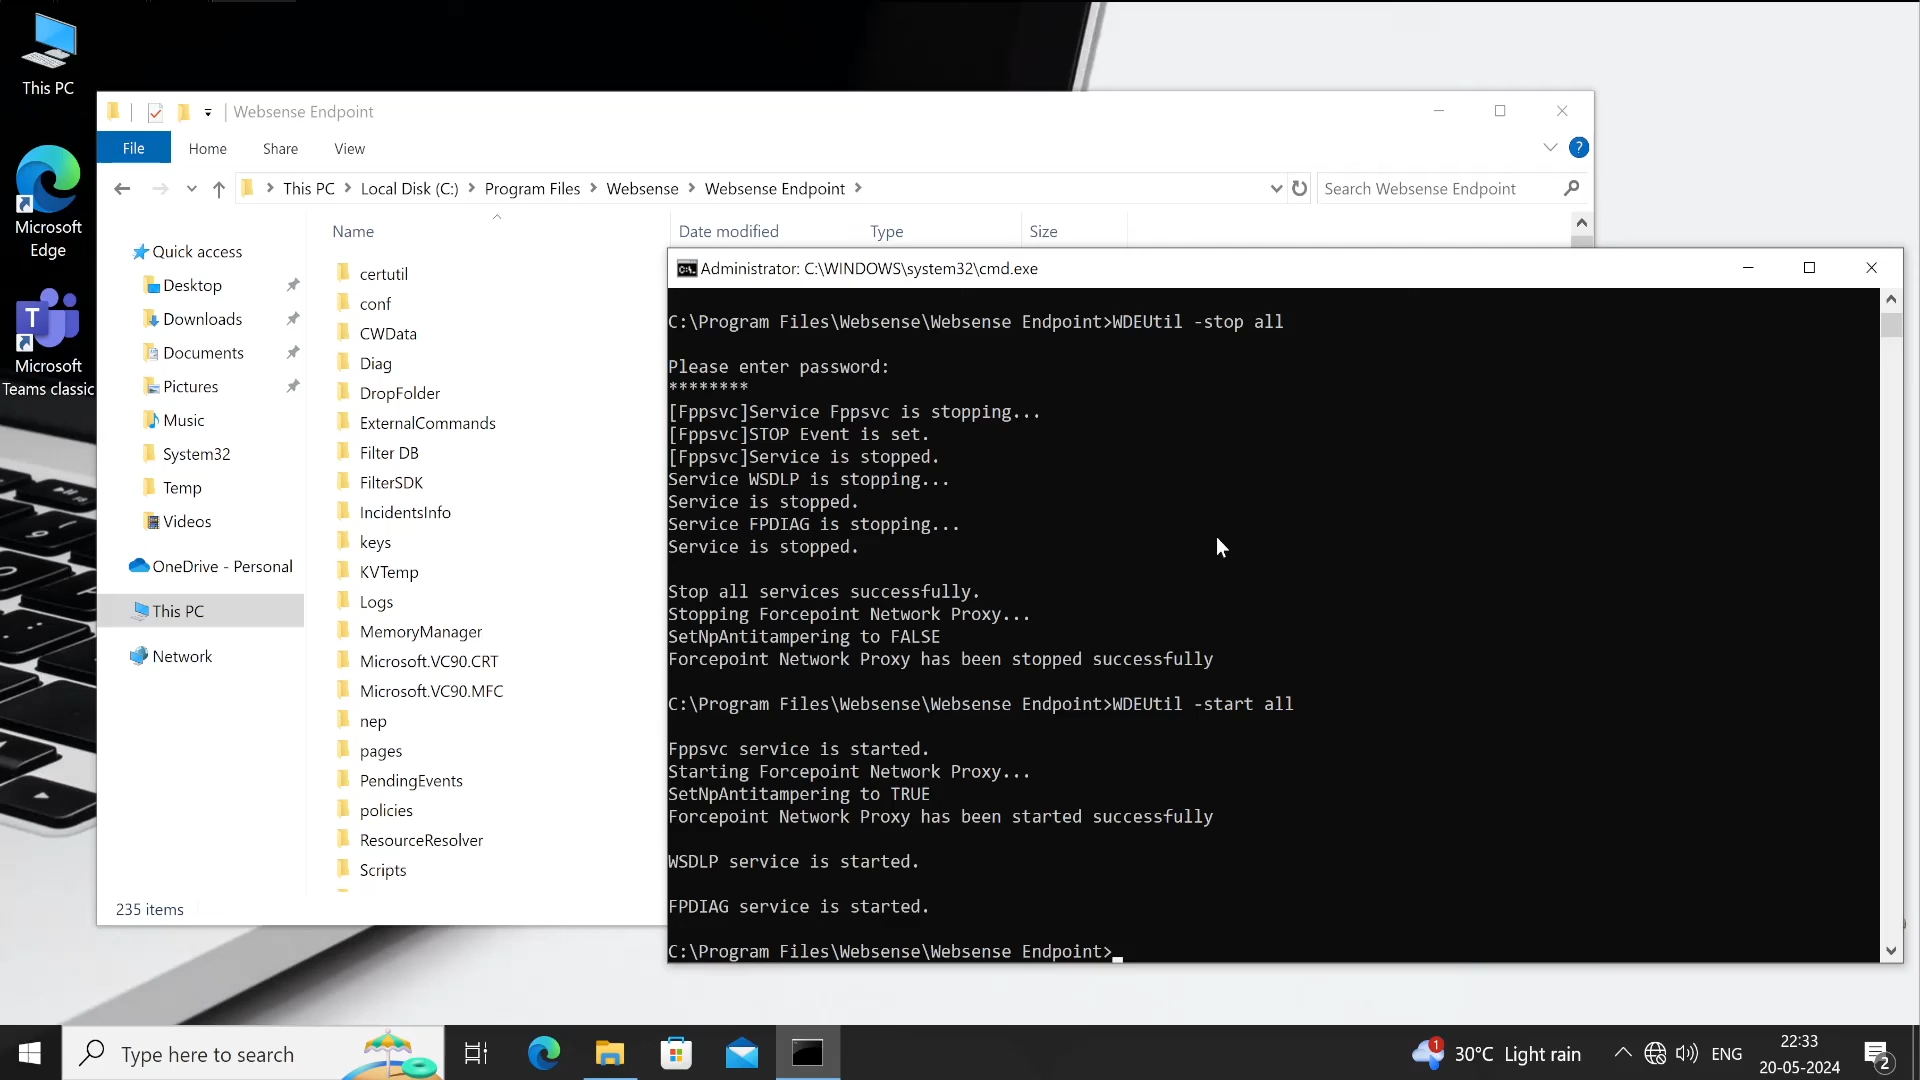 This PC
Microsoft
Edge
Microsoft
Teams classic
Websense Endpoint
File
Home
Share
View
?
This PC
Local Disk (C:)
Program Files
Websense
Websense Endpoint
Search Websense Endpoint
Name
Date modified
Type
Size
Quick access
Desktop
Downloads
Documents
Pictures
Music
System32
Temp
Videos
OneDrive - Personal
This PC
Network
certutil
conf
CWData
Diag
DropFolder
ExternalCommands
Filter DB
FilterSDK
IncidentsInfo
keys
KVTemp
Logs
MemoryManager
Microsoft.VC90.CRT
Microsoft.VC90.MFC
nep
pages
PendingEvents
policies
ResourceResolver
Scripts
235 items
Administrator: C:\WINDOWS\system32\cmd.exe
C:\Program Files\Websense\Websense Endpoint>WDEUtil -stop all
Please enter password:
********
[Fppsvc]Service Fppsvc is stopping...
[Fppsvc]STOP Event is set.
[Fppsvc]Service is stopped.
Service WSDLP is stopping...
Service is stopped.
Service FPDIAG is stopping...
Service is stopped.
Stop all services successfully.
Stopping Forcepoint Network Proxy...
SetNpAntitampering to FALSE
Forcepoint Network Proxy has been stopped successfully
C:\Program Files\Websense\Websense Endpoint>WDEUtil -start all
Fppsvc service is started.
Starting Forcepoint Network Proxy...
SetNpAntitampering to TRUE
Forcepoint Network Proxy has been started successfully
WSDLP service is started.
FPDIAG service is started.
C:\Program Files\Websense\Websense Endpoint>
Type here to search
1
30°C Light rain
ENG
22:33
20-05-2024
2